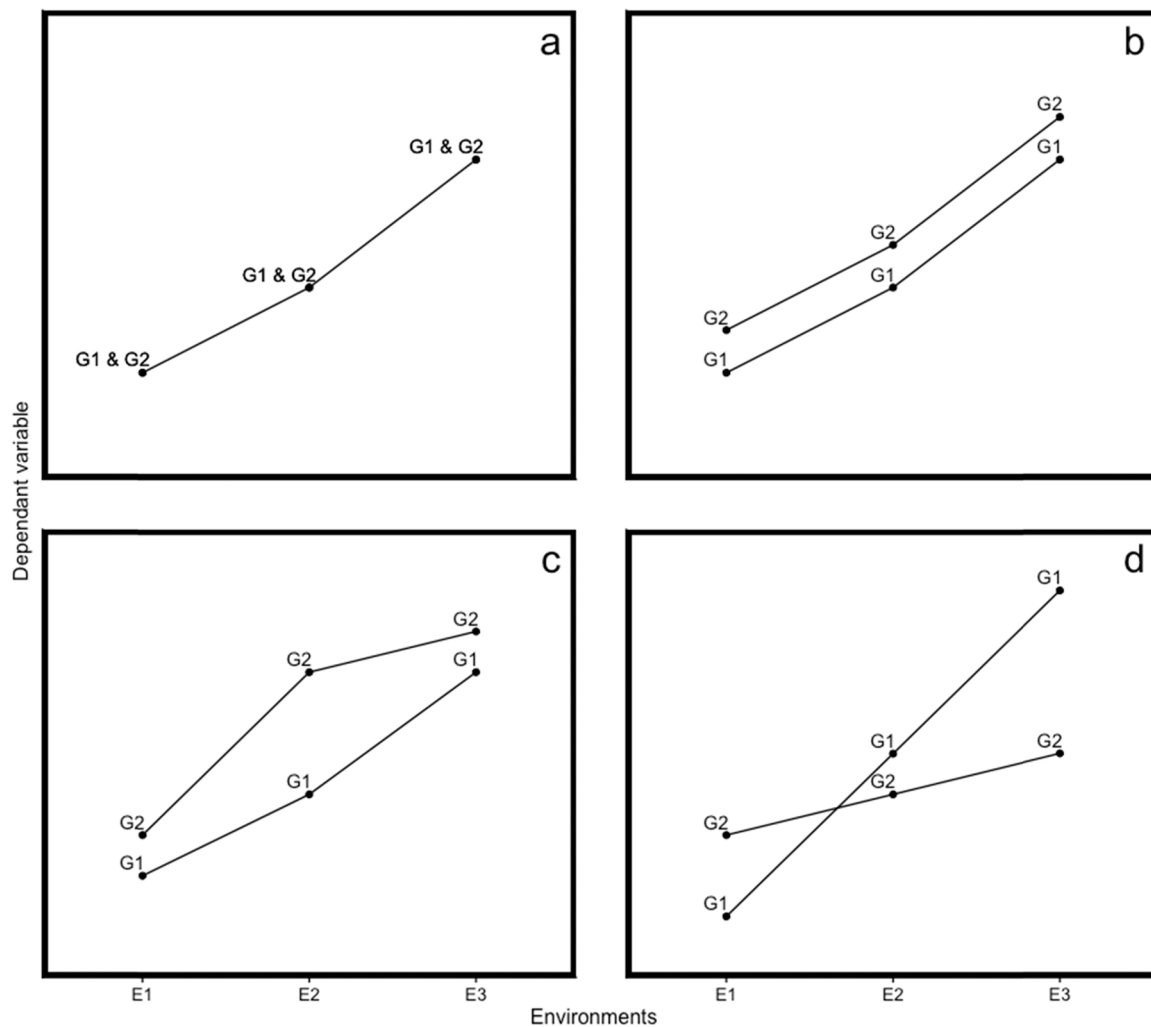 a
G1 & G2
G1 & G2
G1 & G2
b
G2
G1
G2
G1
G2
G1
Dependant variable
c
G2
G2
G1
G2
G1
G1
d
G1
G1
G2
G2
G2
G1
E1 E2 E3
E1 E2 E3
Environments